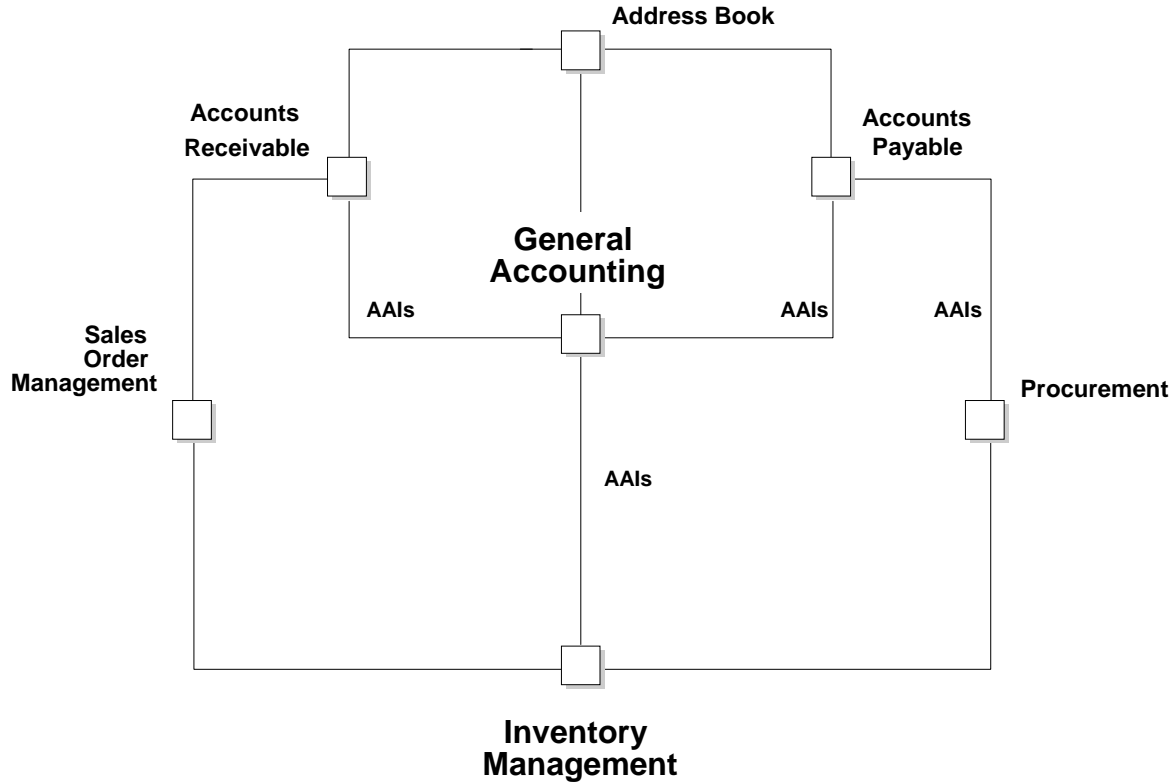 Address Book
Accounts
Receivable
Accounts
Payable
General
Accounting
AAIs
AAIs
AAIs
Sales
Order
Management
Procurement
AAIs
Inventory
Management